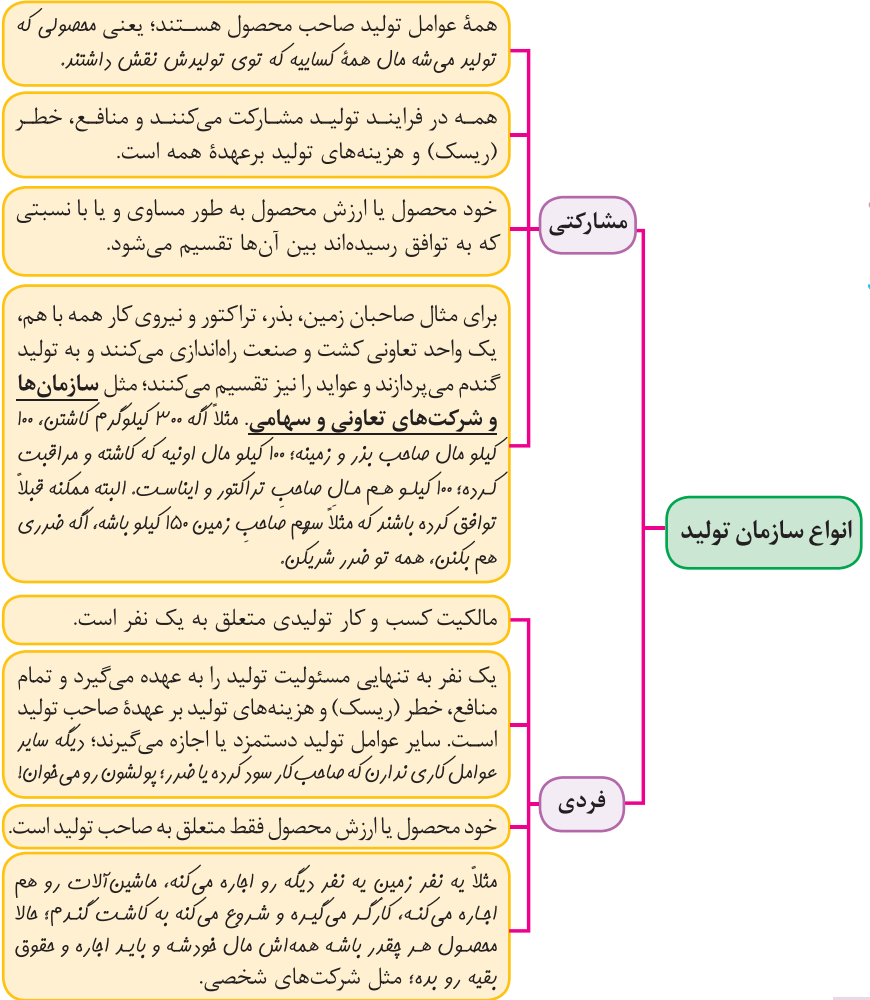 انواع سازمان تولید
مشارکتی
همهٔ عوامل تولید صاحب محصول هستند؛ یعنی محصولی که
تولید می‌شه مال همهٔ کساییه که توی تولیدش نقش داشتند.
همه در فرایند تولید مشارکت می‌کنند و منافع، خطر
(ریسک) و هزینه‌های تولید برعهدهٔ همه است.
خود محصول یا ارزش محصول به طور مساوی و یا با نسبتی
که به توافق رسیده‌اند بین آن‌ها تقسیم می‌شود.
برای مثال صاحبان زمین، بذر، تراکتور و نیروی کار همه با هم،
یک واحد تعاونی کشت و صنعت راه‌اندازی می‌کنند و به تولید
گندم می‌پردازند و عواید را نیز تقسیم می‌کنند؛ مثل سازمان‌ها
و شرکت‌های تعاونی و سهامی. مثلاً اگه ۳۰۰ کیلوگرم کاشتن، ۱۰۰
کیلو مال صاحب بذر و زمینه؛ ۱۰۰ کیلو مال اونیه که کاشته و مراقبت
کرده؛ ۱۰۰ کیلو هم مال صاحبِ تراکتور و ایناست. البته ممکنه قبلاً
توافق کرده باشند که مثلاً سهم صاحبِ زمین ۱۵۰ کیلو باشه، اگه ضرری
هم بکنن، همه تو ضرر شریکن.
فردی
مالکیت کسب و کار تولیدی متعلق به یک نفر است.
یک نفر به تنهایی مسئولیت تولید را به عهده می‌گیرد و تمام
منافع، خطر (ریسک) و هزینه‌های تولید بر عهدهٔ صاحب تولید
است. سایر عوامل تولید دستمزد یا اجازه می‌گیرند؛ دیگه سایر
عوامل کاری ندارن که صاحب کار سود کرده یا ضرر؛ پولشون رو می‌خوان!
خود محصول یا ارزش محصول فقط متعلق به صاحب تولید است.
مثلاً یه نفر زمین یه نفر دیگه رو اجاره می‌کنه، ماشین‌آلات رو هم
اجاره می‌کنه، کارگر می‌گیره و شروع می‌کنه به کاشت گندم؛ حالا
محصول هر چقدر باشه همه‌اش مال خودشه و باید اجاره و حقوق
بقیه رو بده؛ مثل شرکت‌های شخصی.